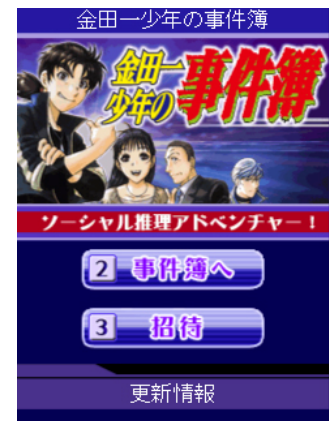 金田一少年の事件簿
金田一
少年の事件簿
ソーシャル推理アドベンチャー!
2 事件簿へ
3 招待
更新情報